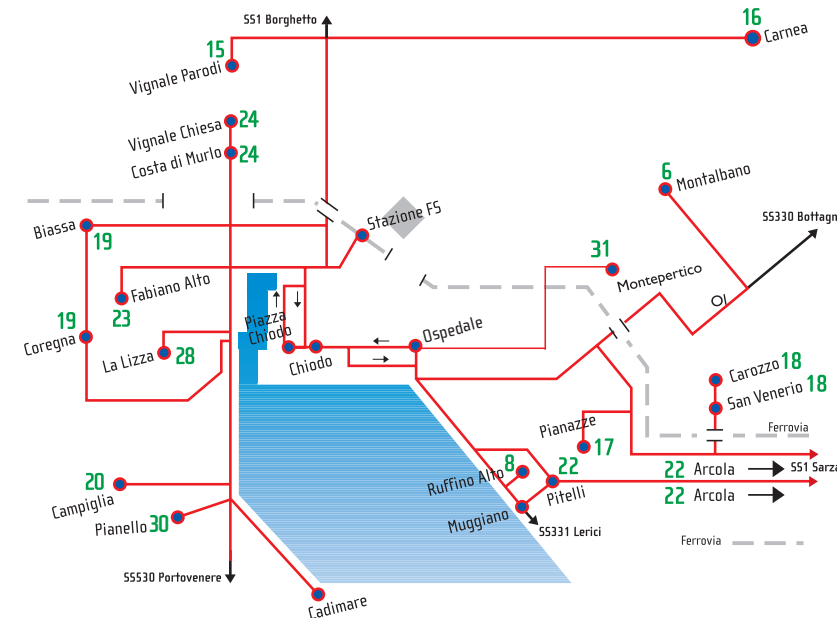 SS1 Borghetto
16
Carnea
15
Vignale Parodi
Vignale Chiesa
24
Costa di Murlo
24
6
Montalbano
Biassa
19
Stazione FS
SS330 Bottagn
31
Montepertico
Fabiano Alto
23
Piazza
Chiodo
Ospedale
19
Coregna
La Lizza
28
Chiodo
Carozzo
18
San Venerio
18
Ferrovia
Pianazze
17
SS1 Sarza
22 Arcola
22 Arcola
Ruffino Alto
8
22
Pitelli
20
Campiglia
Pianello
30
Muggiano
SS331 Lerici
Ferrovia
SS530 Portovenere
Cadimare